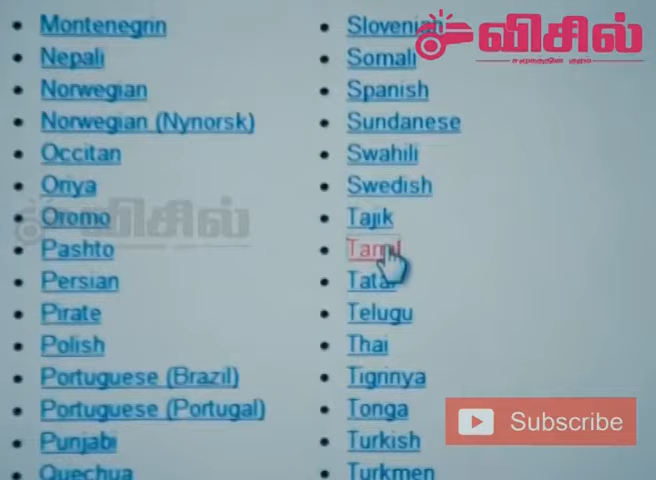 Montenegrin
Nepali
Norwegian
Norwegian (Nynorsk)
Occitan
Oriya
Oromo
Pashto
Persian
Pirate
Polish
Portuguese (Brazil)
Portuguese (Portugal)
Punjabi
Quechua
Slovenian
Somali
Spanish
Sundanese
Swahili
Swedish
Tajik
Tamil
Tatar
Telugu
Thai
Tigrinya
Tonga
Turkish
Turkmen
விசில்
விசில்
Subscribe